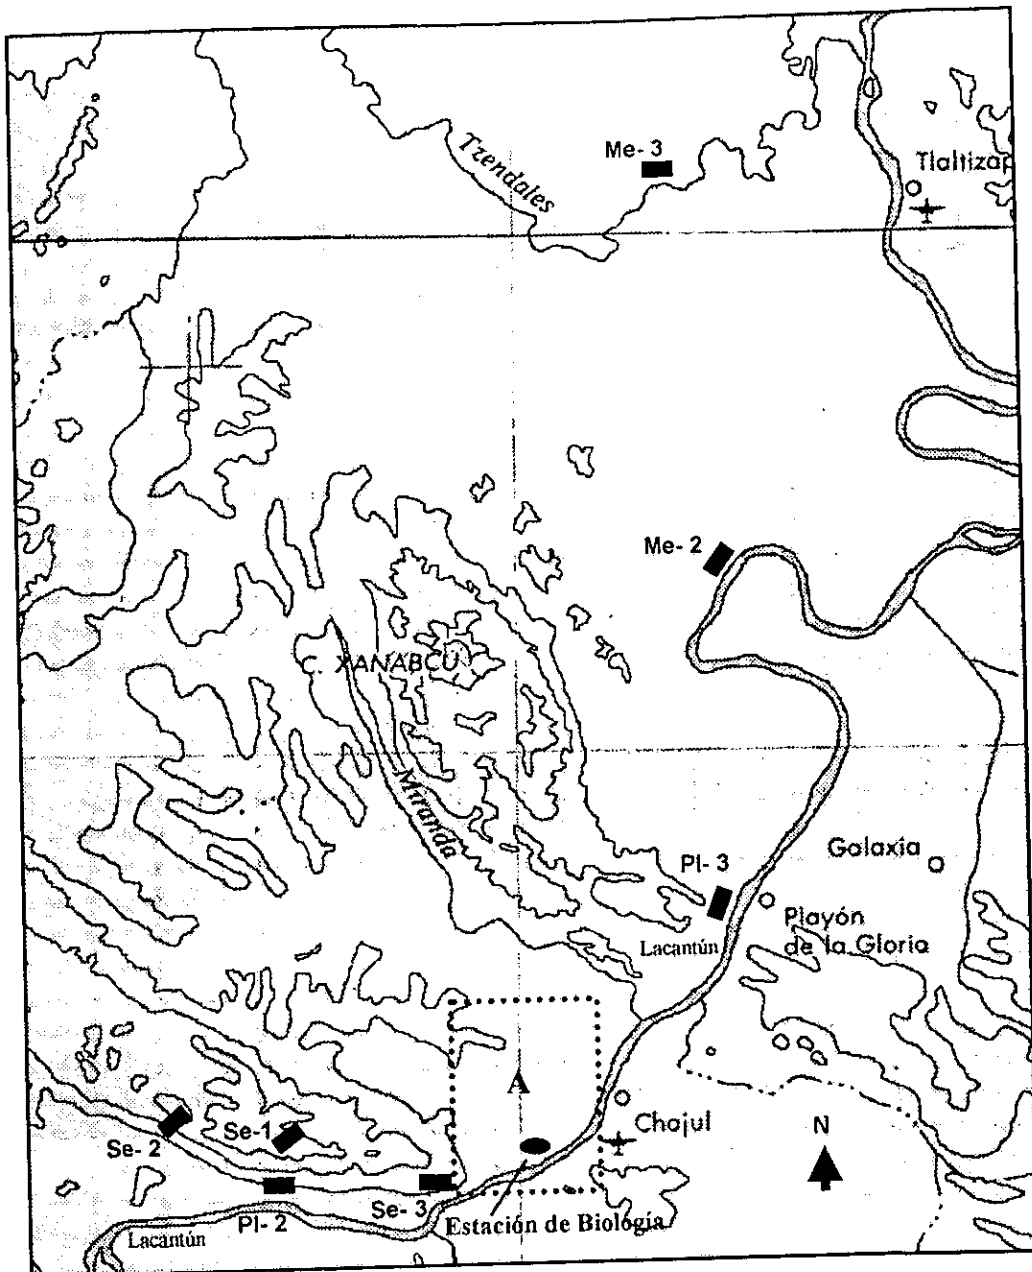 Me- 3
Tlaltizap
Tzendales
Me- 2
C. XANABCÚ
Miranda
Galaxia
Pl- 3
Playón
de la Gloria
Lacantún
A
Chajul
N
Se-1
Se- 2
Se- 3
Pl- 2
Estación de Biología
Lacantún